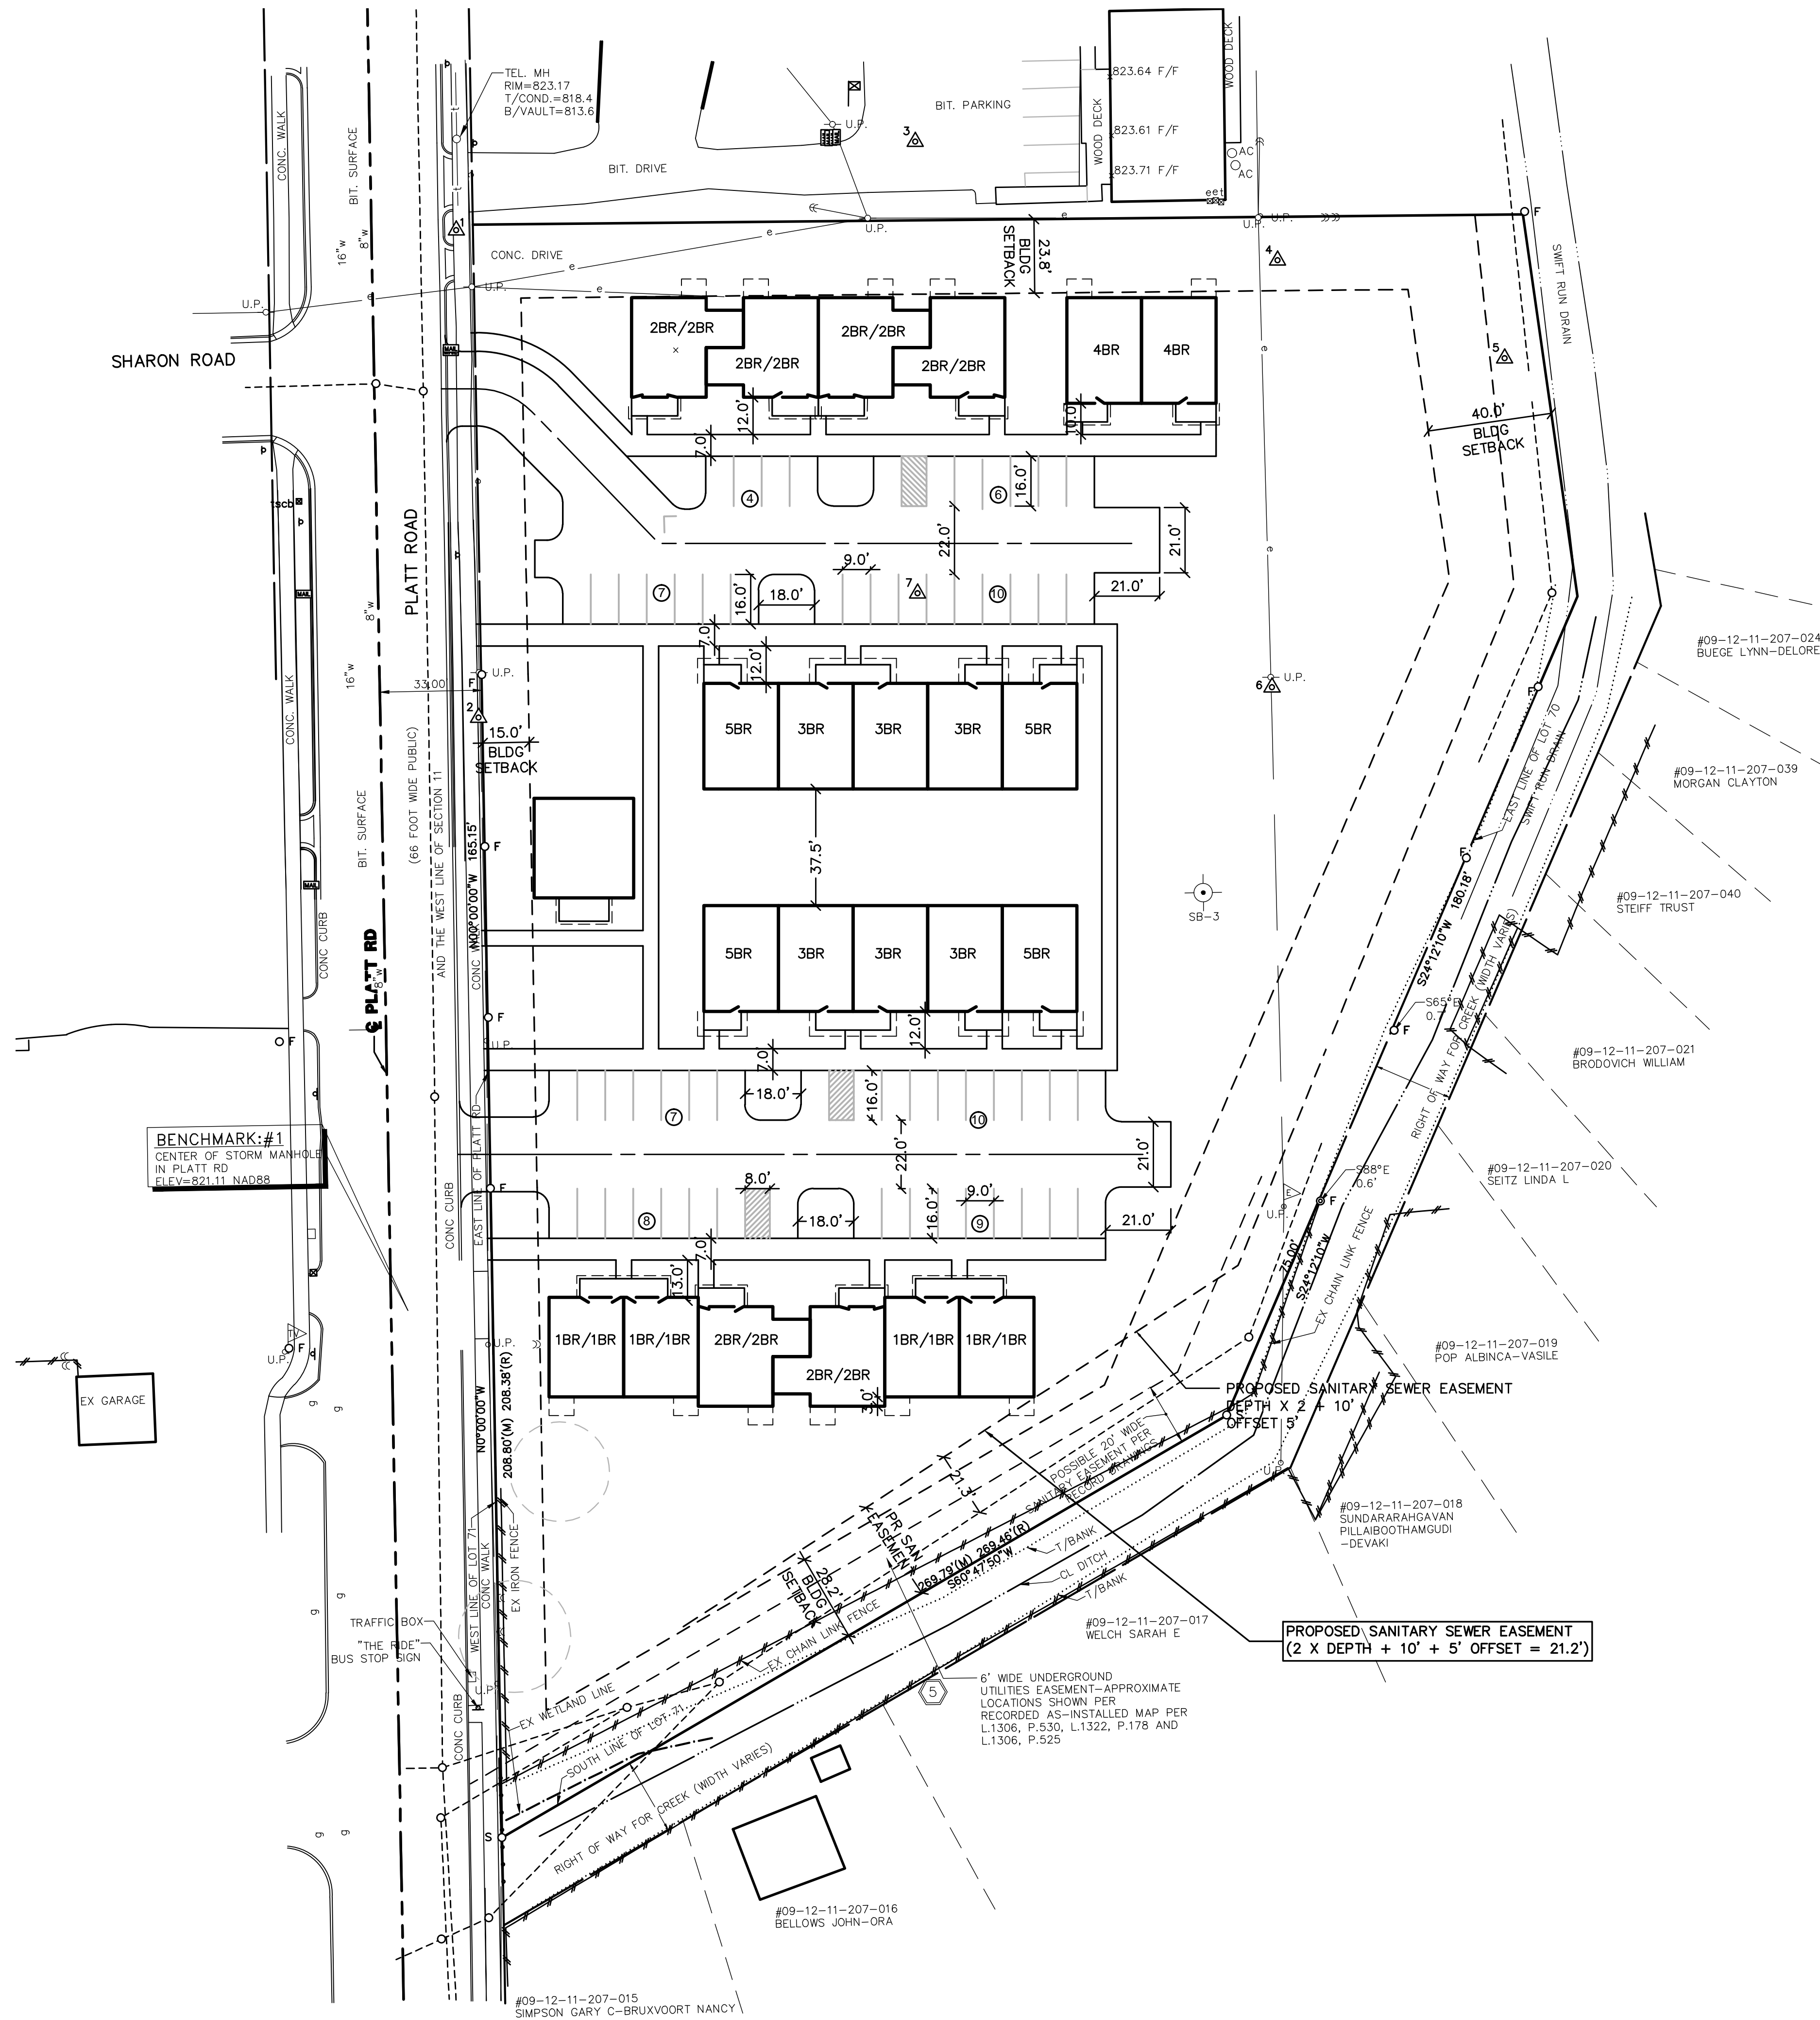 TEL. MH
RIM=823.17
T/COND.=818.4
B/VAULT=813.6
CONC. WALK
BIT. SURFACE
16"w
8"w
t
t
BIT. DRIVE
U.P.
3
BIT. PARKING
WOOD DECK
823.64 F/F
823.61 F/F
823.71 F/F
WOOD DECK
AC
AC
eet
1
CONC. DRIVE
e
e
U.P.
e
U.P.
U.P.
F
SWIFT RUN DRAIN
4
23.8'
BLDG
SETBACK
U.P.
e
U.P.
e
MAIL
SHARON ROAD
2BR/2BR
2BR/2BR
2BR/2BR
2BR/2BR
4BR
4BR
e
5
40.0'
BLDG
SETBACK
12.0'
7.0'
10.0'
4
6
16.0'
tscb
e
PLATT ROAD
22.0'
21.0'
9.0'
e
7
7
10
16.0'
18.0'
21.0'
MAIL
8"w
7.0'
12.0'
#09-12-11-207-024
BUEGE LYNN-DELORE
16"w
33.00
F
U.P.
2
6
U.P.
F
15.0'
BLDG
SETBACK
5BR
3BR
3BR
3BR
5BR
EAST LINE OF LOT 70
SWIFT RUN DRAIN
#09-12-11-207-039
MORGAN CLAYTON
CONC. WALK
BIT. SURFACE
(66 FOOT WIDE PUBLIC)
AND THE WEST LINE OF SECTION 11
N00°00'00"W 165.15'
CONC WALK
F
37.5'
F
MAIL
SB-3
S24°12'10"W 180.18'
#09-12-11-207-040
STEIFF TRUST
CONC CURB
℄ PLATT RD
8"w
5BR
3BR
3BR
3BR
5BR
S65°E
0.7'
F
F
F
RIGHT OF WAY FOR CREEK (WIDTH VARIES)
U.P.
12.0'
7.0'
#09-12-11-207-021
BRODOVICH WILLIAM
18.0'
16.0'
7
10
BENCHMARK:#1
CENTER OF STORM MANHOLE
IN PLATT RD
ELEV=821.11 NAD88
EAST LINE OF PLATT RD
22.0'
21.0'
8.0'
9.0'
S88°E
0.6'
F
E
U.P.
#09-12-11-207-020
SEITZ LINDA L
F
CONC CURB
8
18.0'
16.0'
9
21.0'
7.0'
13.0'
75.00'
S24°12'10"W
EX CHAIN LINK FENCE
TV
F
U.P.
U.P.
1BR/1BR
1BR/1BR
2BR/2BR
2BR/2BR
1BR/1BR
1BR/1BR
3.0'
#09-12-11-207-019
POP ALBINCA-VASILE
EX GARAGE
g
g
N0°00'00"W
208.80'(M) 208.38'(R)
PROPOSED SANITARY SEWER EASEMENT
DEPTH X 2 + 10'
OFFSET 5'
S
POSSIBLE 20' WIDE
SANITARY EASEMENT PER
RECORD DRAWINGS
21.3'
U.P.
#09-12-11-207-018
SUNDARARAHGAVAN
PILLAIBOOTHAMGUDI
-DEVAKI
WEST LINE OF LOT 71
CONC WALK
EX IRON FENCE
PR SAN
EASEMEN
269.79'(M) 269.46'(R)
S60°47'50"W
T/BANK
CL DITCH
T/BANK
28.2'
BLDG
SETBACK
g
g
TRAFFIC BOX
"THE RIDE"
BUS STOP SIGN
EX CHAIN LINK FENCE
#09-12-11-207-017
WELCH SARAH E
PROPOSED SANITARY SEWER EASEMENT
(2 X DEPTH + 10' + 5' OFFSET = 21.2')
U.P.
5
6' WIDE UNDERGROUND
UTILITIES EASEMENT-APPROXIMATE
LOCATIONS SHOWN PER
RECORDED AS-INSTALLED MAP PER
L.1306, P.530, L.1322, P.178 AND
L.1306, P.525
CONC CURB
EX WETLAND LINE
SOUTH LINE OF LOT 71
g
g
S
RIGHT OF WAY FOR CREEK (WIDTH VARIES)
#09-12-11-207-016
BELLOWS JOHN-ORA
#09-12-11-207-015
SIMPSON GARY C-BRUXVOORT NANCY